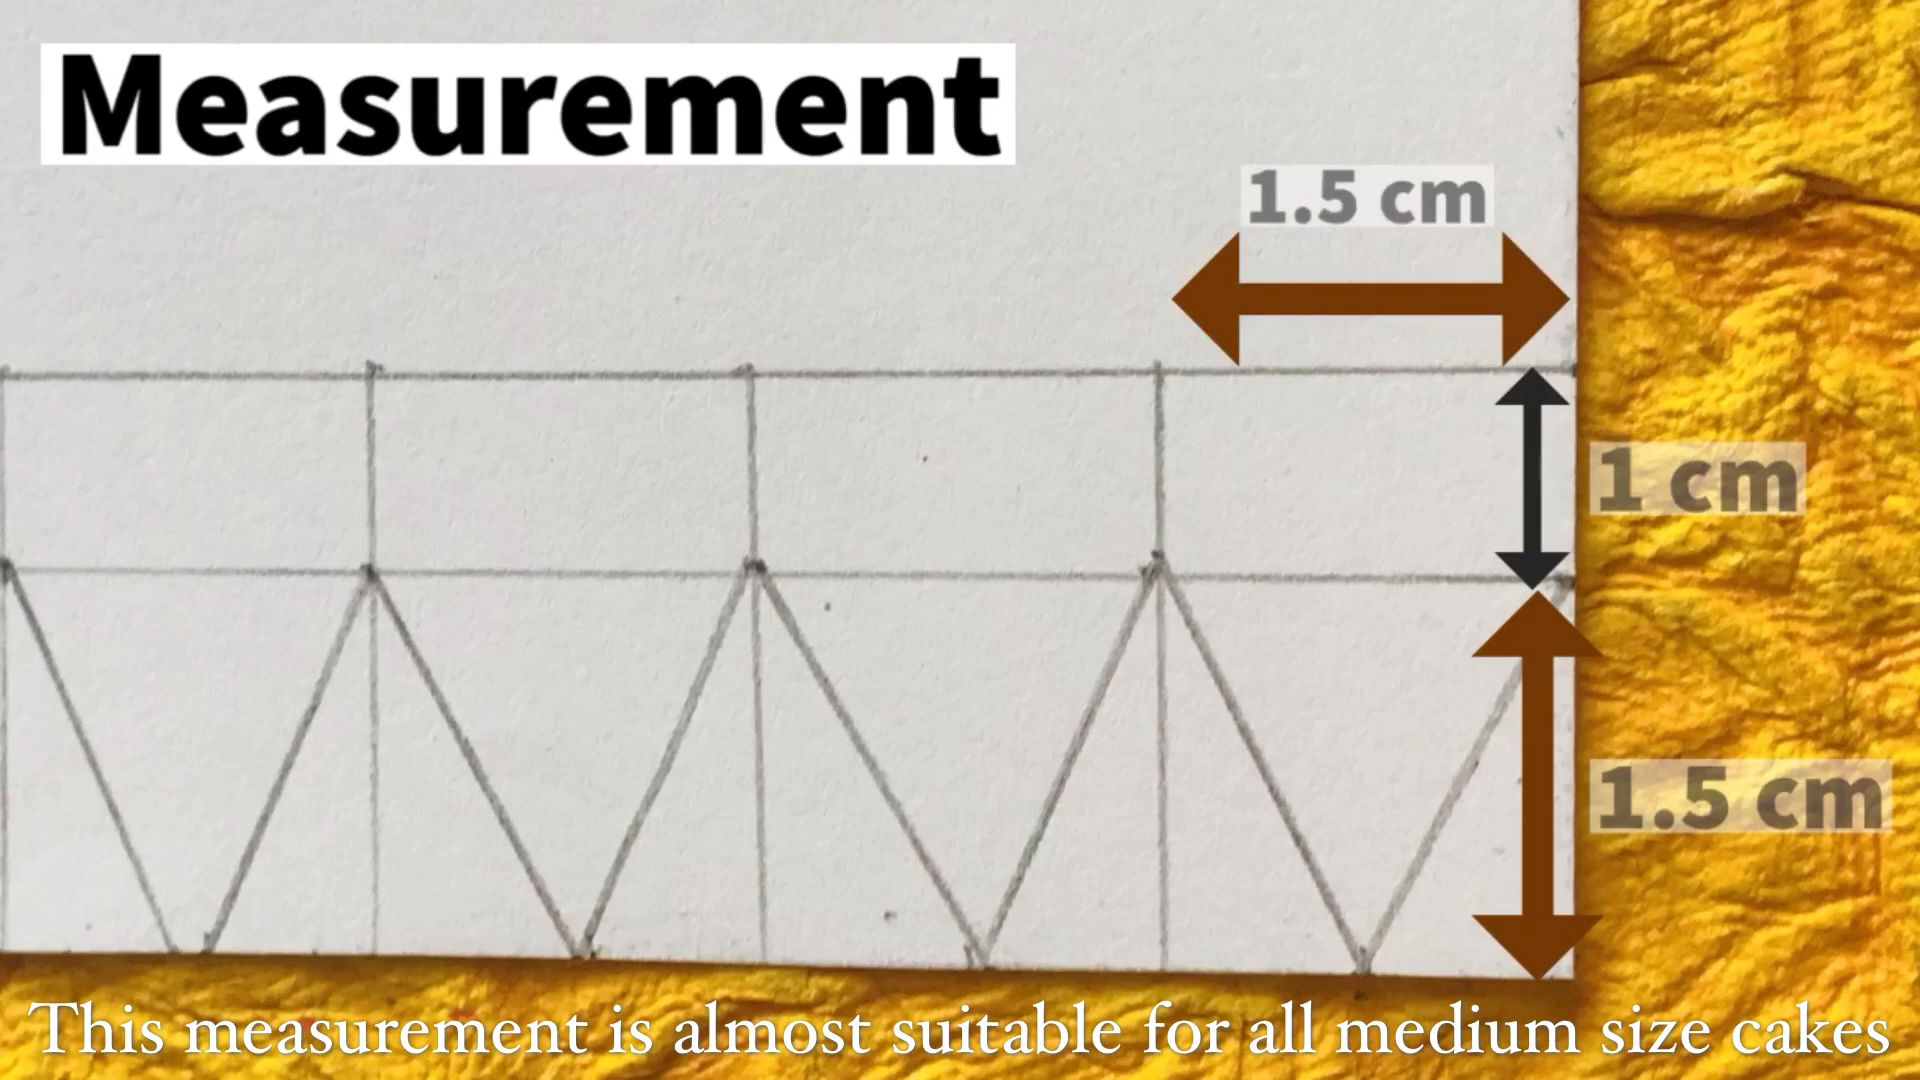 Measurement
1.5 cm
1 cm
1.5 cm
This measurement is almost suitable for all medium size cakes